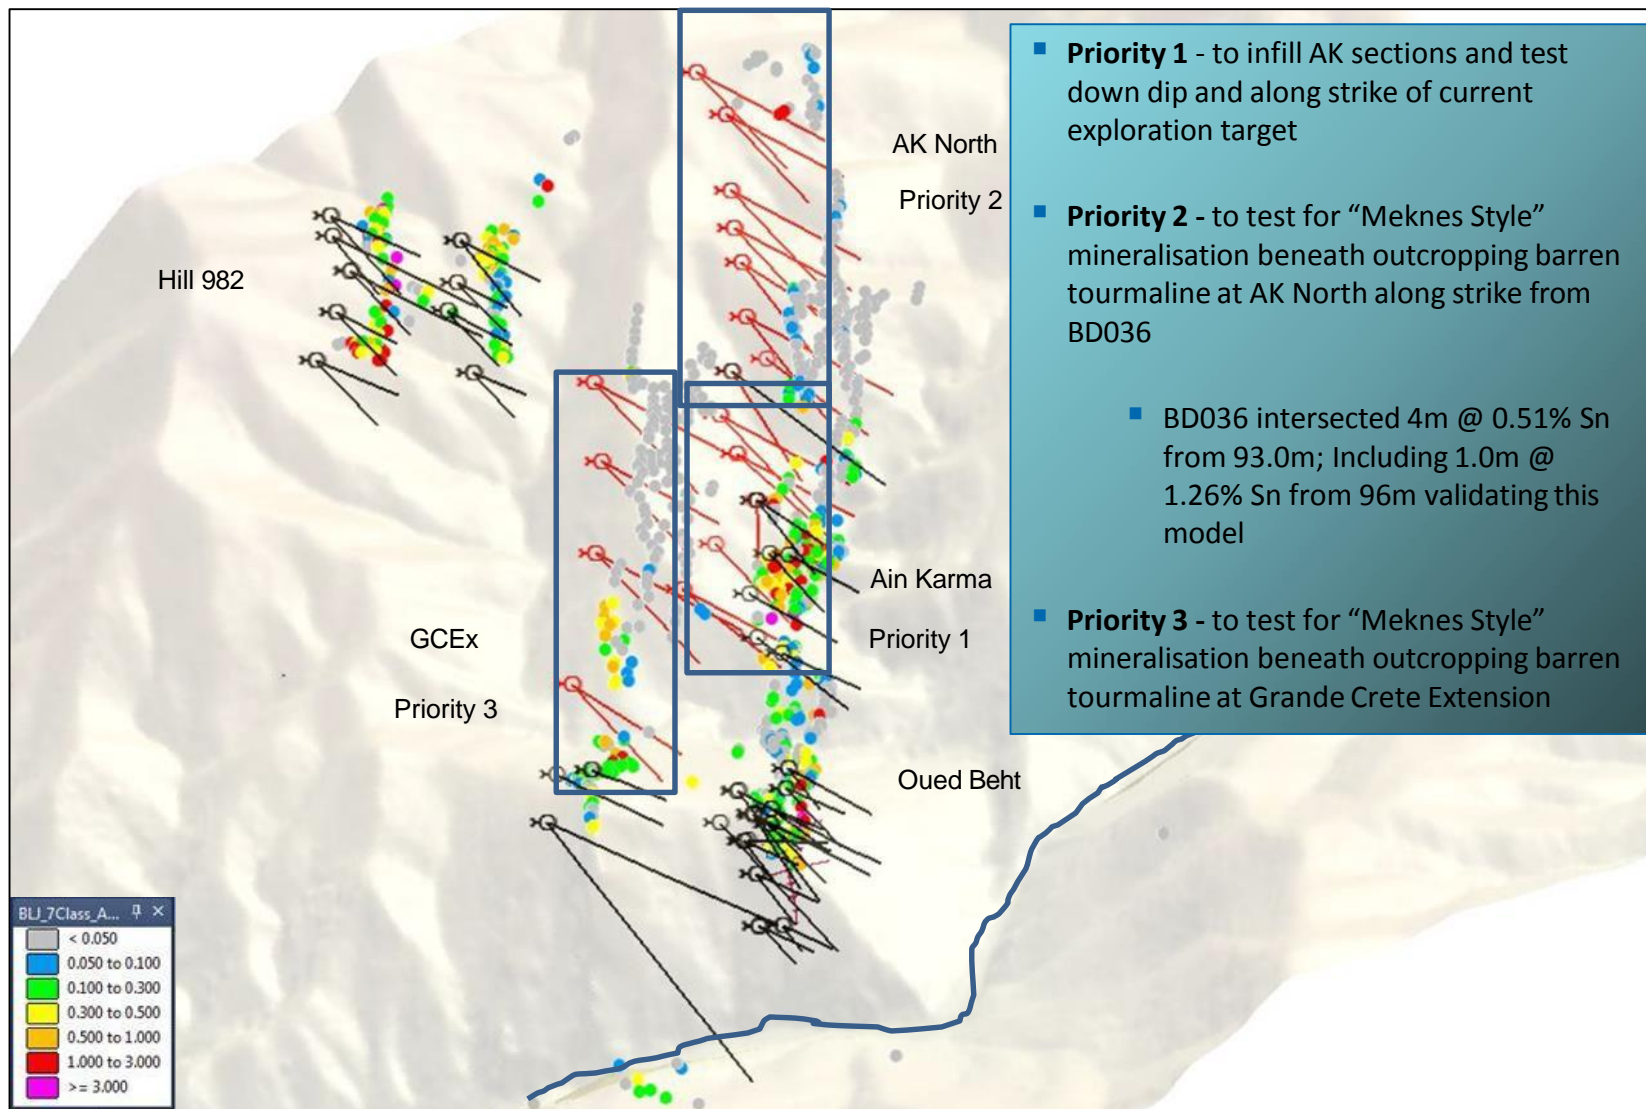 AK North
Priority 2
Hill 982
Ain Karma
Priority 1
GCEx
Priority 3
Oued Beht
▪ Priority 1 - to infill AK sections and test
down dip and along strike of current
exploration target
▪ Priority 2 - to test for “Meknes Style”
mineralisation beneath outcropping barren
tourmaline at AK North along strike from
BD036
▪ BD036 intersected 4m @ 0.51% Sn
from 93.0m; Including 1.0m @
1.26% Sn from 96m validating this
model
▪ Priority 3 - to test for “Meknes Style”
mineralisation beneath outcropping barren
tourmaline at Grande Crete Extension
BLJ_7Class_A...
< 0.050
0.050 to 0.100
0.100 to 0.300
0.300 to 0.500
0.500 to 1.000
1.000 to 3.000
>= 3.000